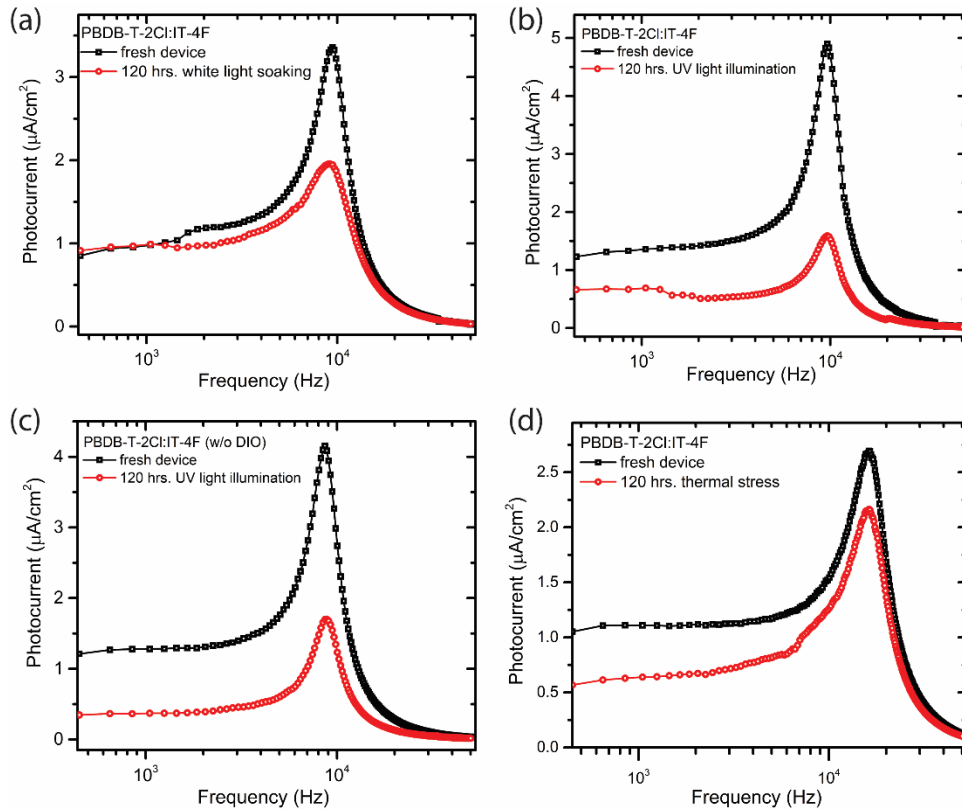 (a)
PBDB-T-2Cl:IT-4F
fresh device
120 hrs. white light soaking
Photocurrent (μA/cm²)
3
2
1
0
10³
10⁴
Frequency (Hz)
(b)
PBDB-T-2Cl:IT-4F
fresh device
120 hrs. UV light illumination
Photocurrent (μA/cm²)
5
4
3
2
1
0
10³
10⁴
Frequency (Hz)
(c)
PBDB-T-2Cl:IT-4F (w/o DIO)
fresh device
120 hrs. UV light illumination
Photocurrent (μA/cm²)
4
3
2
1
0
10³
10⁴
Frequency (Hz)
(d)
PBDB-T-2Cl:IT-4F
fresh device
120 hrs. thermal stress
Photocurrent (μA/cm²)
2.5
2.0
1.5
1.0
0.5
0.0
10³
10⁴
Frequency (Hz)